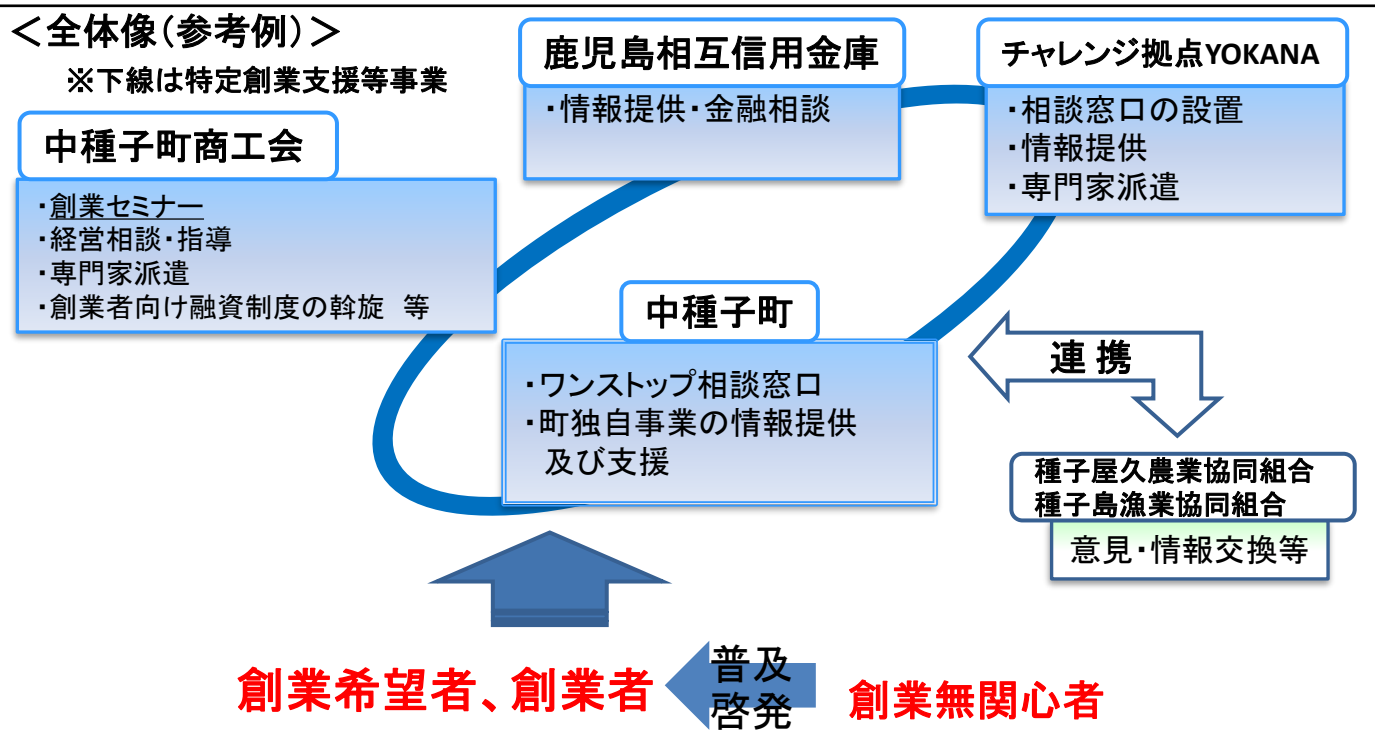 ＜全体像（参考例）＞
※下線は特定創業支援等事業
鹿児島相互信用金庫
・情報提供・金融相談
チャレンジ拠点YOKANA
・相談窓口の設置
・情報提供
・専門家派遣
中種子町商工会
・創業セミナー
・経営相談・指導
・専門家派遣
・創業者向け融資制度の斡旋　等
中種子町
・ワンストップ相談窓口
・町独自事業の情報提供
及び支援
連 携
種子屋久農業協同組合
種子島漁業協同組合
意見・情報交換等
創業希望者、創業者
普及
啓発
創業無関心者